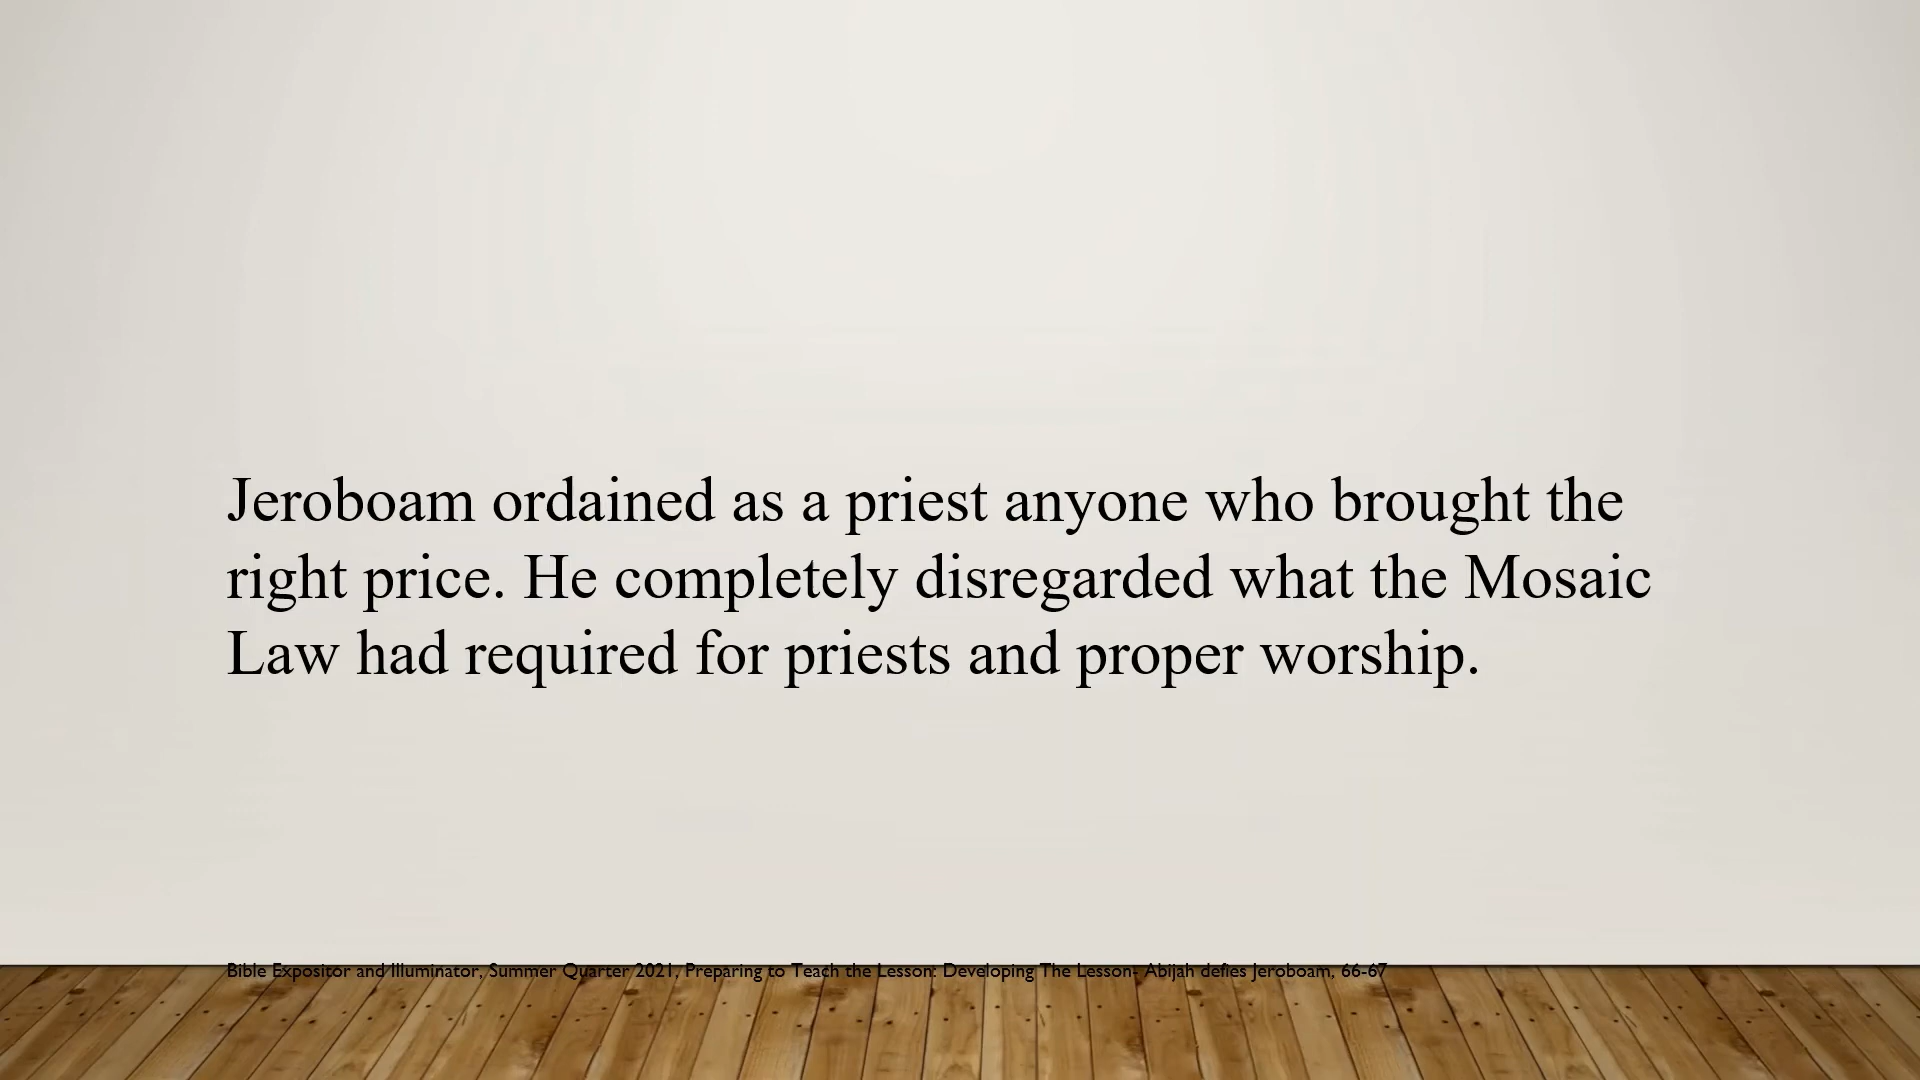 Jeroboam ordained as a priest anyone who brought the
right price. He completely disregarded what the Mosaic
Law had required for priests and proper worship.
Bible Expositor and Illuminator, Summer Quarter 2021, Preparing to Teach the Lesson: Developing The Lesson- Abijah defies Jeroboam, 66-67